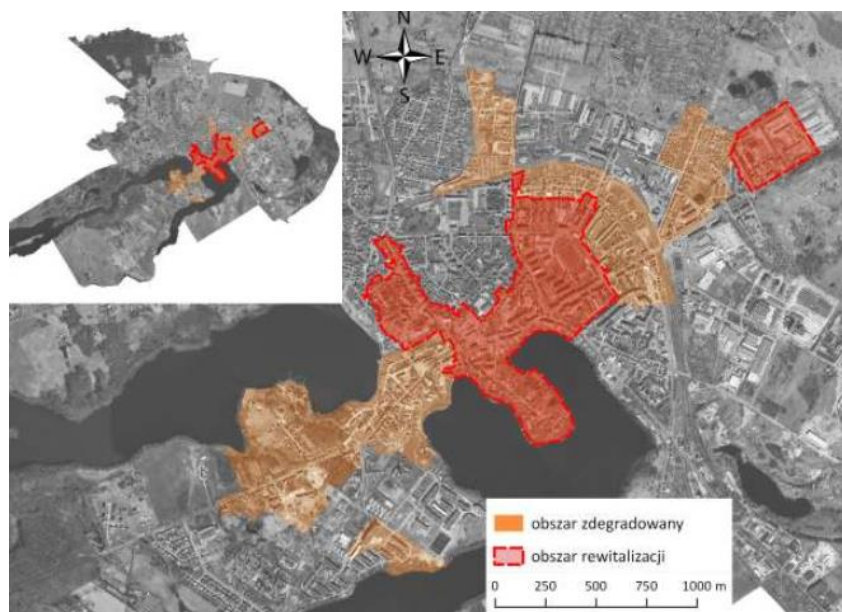 N
W E
S
obszar zdegradowany
obszar rewitalizacji
0 250 500 750 1000 m